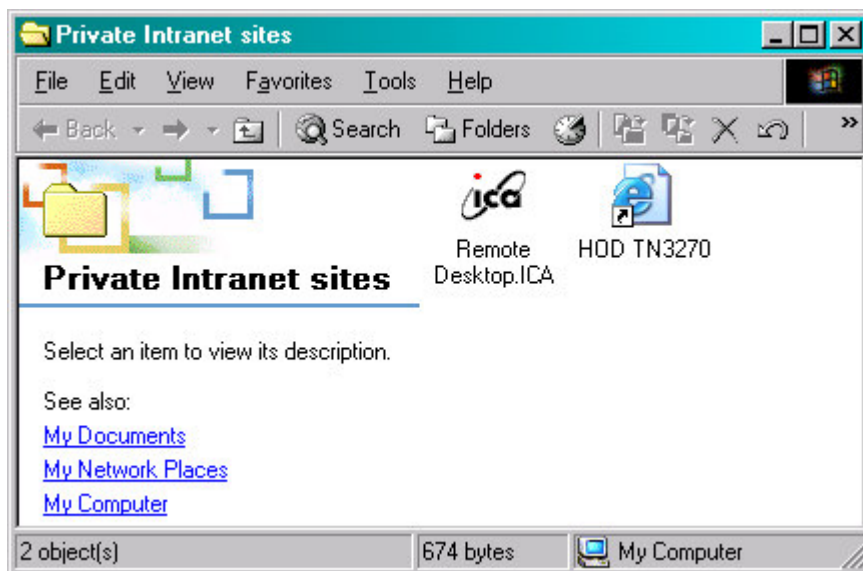 Private Intranet sites
File Edit View Favorites Tools Help
Back Search Folders »
ica
Remote Desktop.ICA
HOD TN3270
Private Intranet sites
Select an item to view its description.
See also:
My Documents
My Network Places
My Computer
2 object(s) 674 bytes My Computer